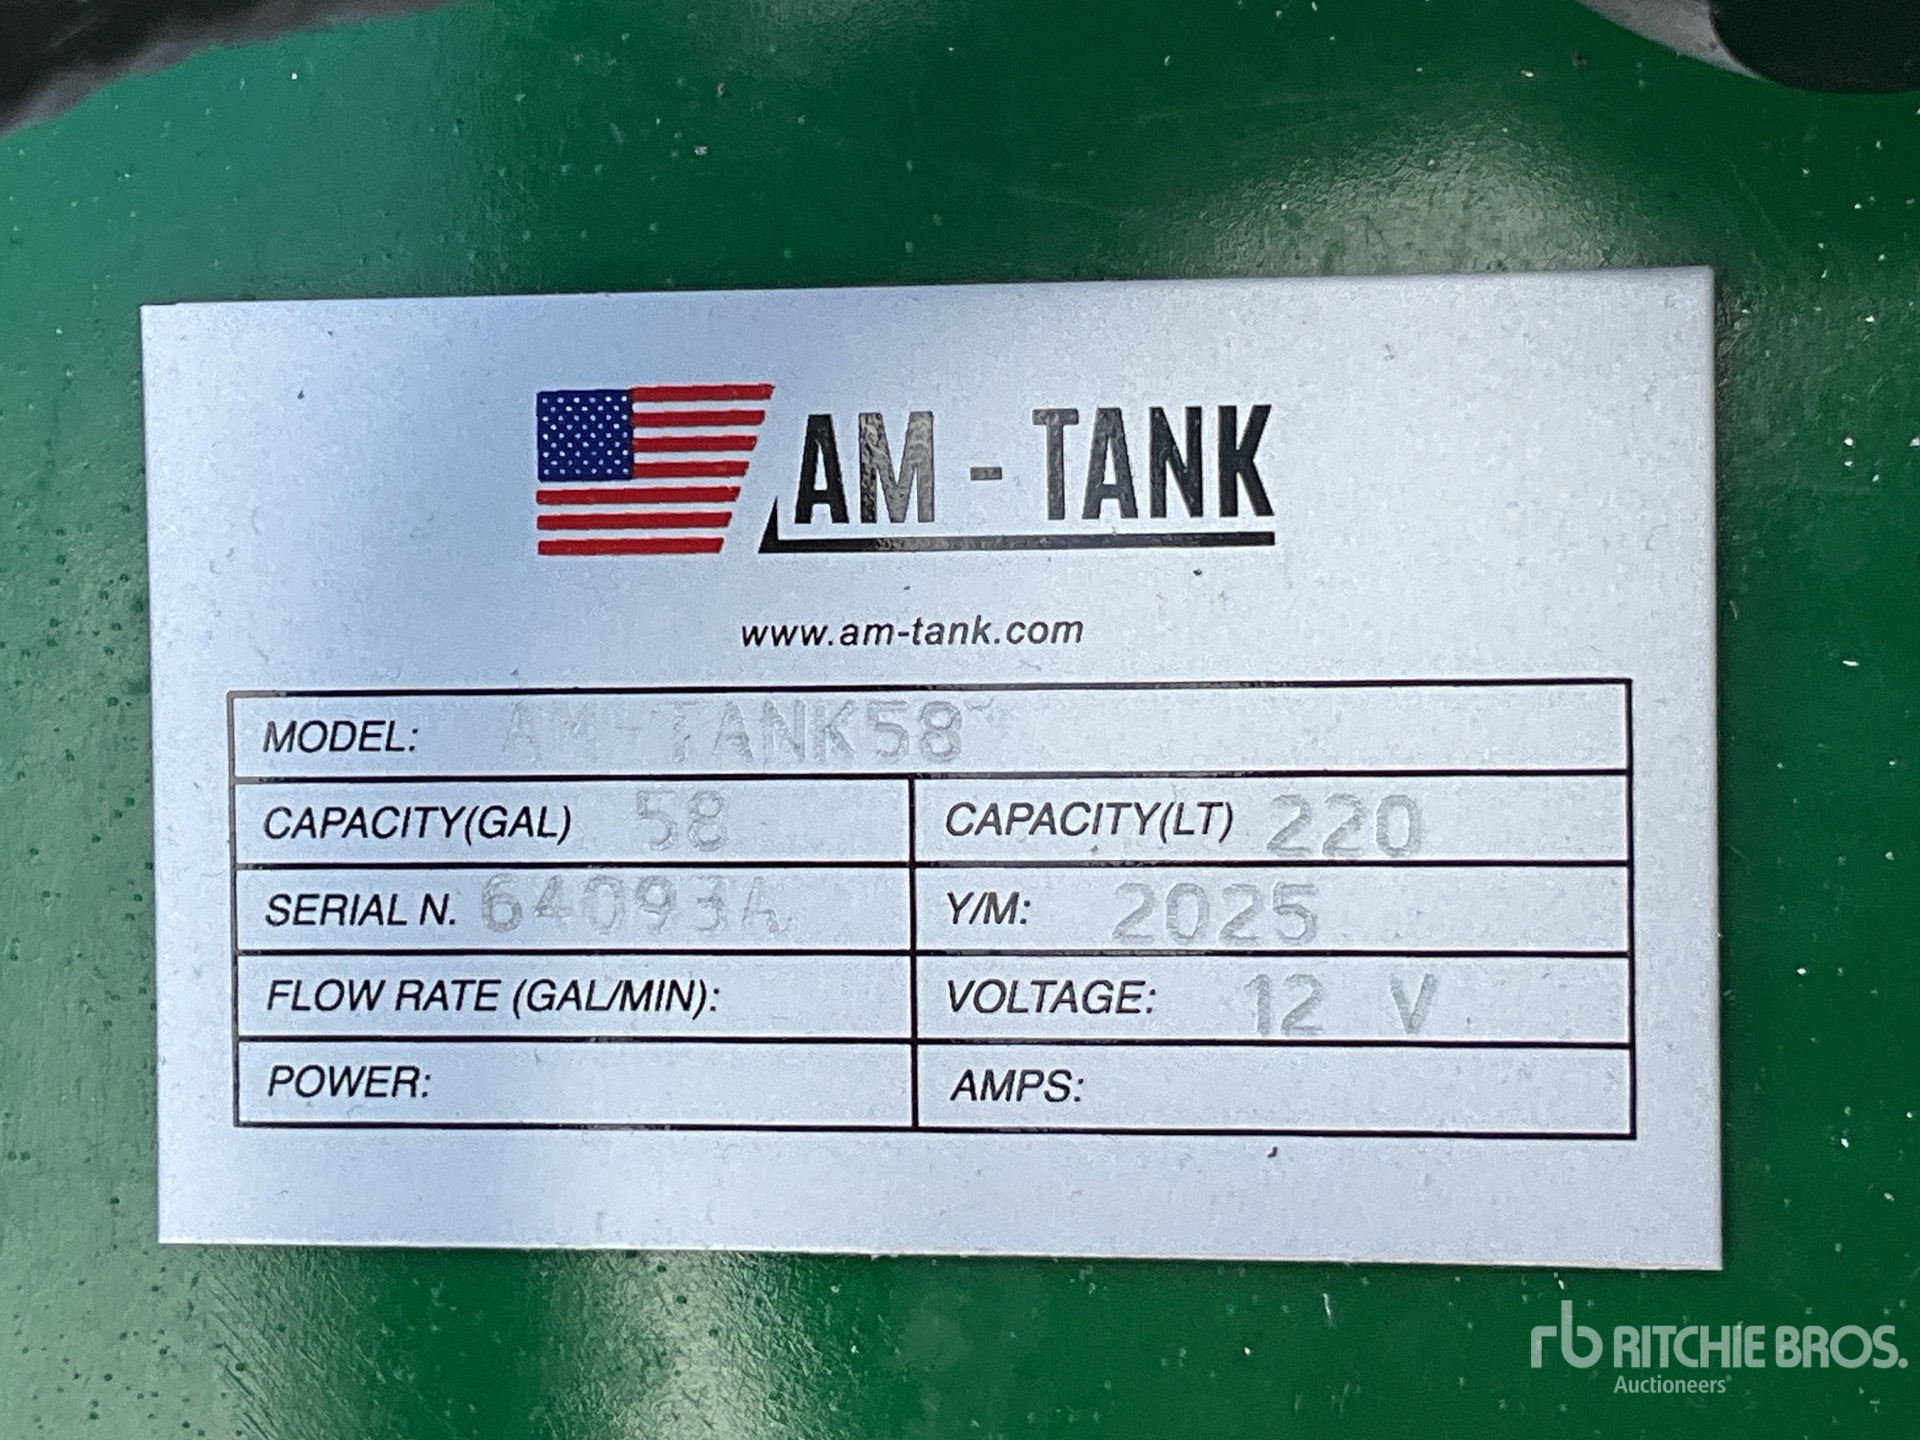 AM - TANK
www.am-tank.com
MODEL: AM-TANK58
CAPACITY(GAL) 58 CAPACITY(LT) 220
SERIAL N. 64093A Y/M: 2025
FLOW RATE (GAL/MIN): VOLTAGE: 12 V
POWER: AMPS:
rb RITCHIE BROS.
Auctioneers